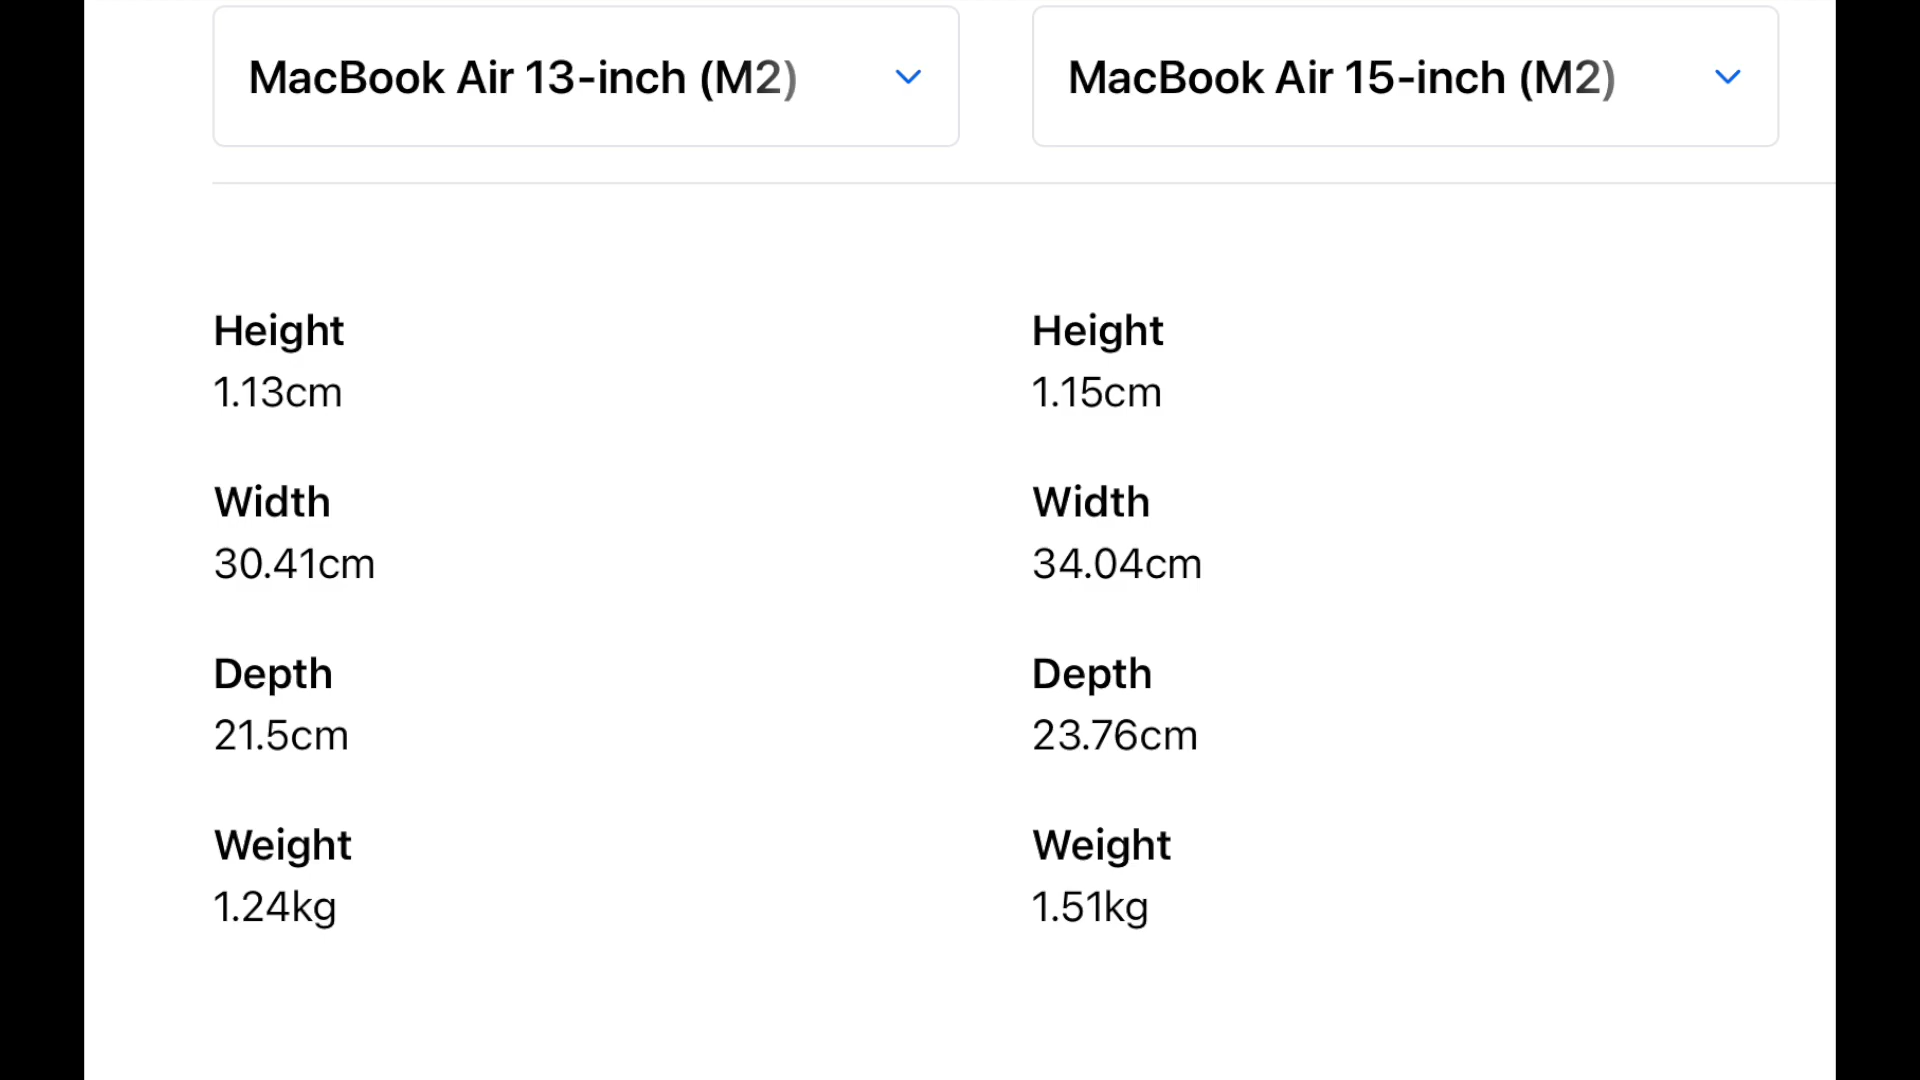 MacBook Air 13-inch (M2)
MacBook Air 15-inch (M2)
Height
1.13cm
Width
30.41cm
Depth
21.5cm
Weight
1.24kg
Height
1.15cm
Width
34.04cm
Depth
23.76cm
Weight
1.51kg